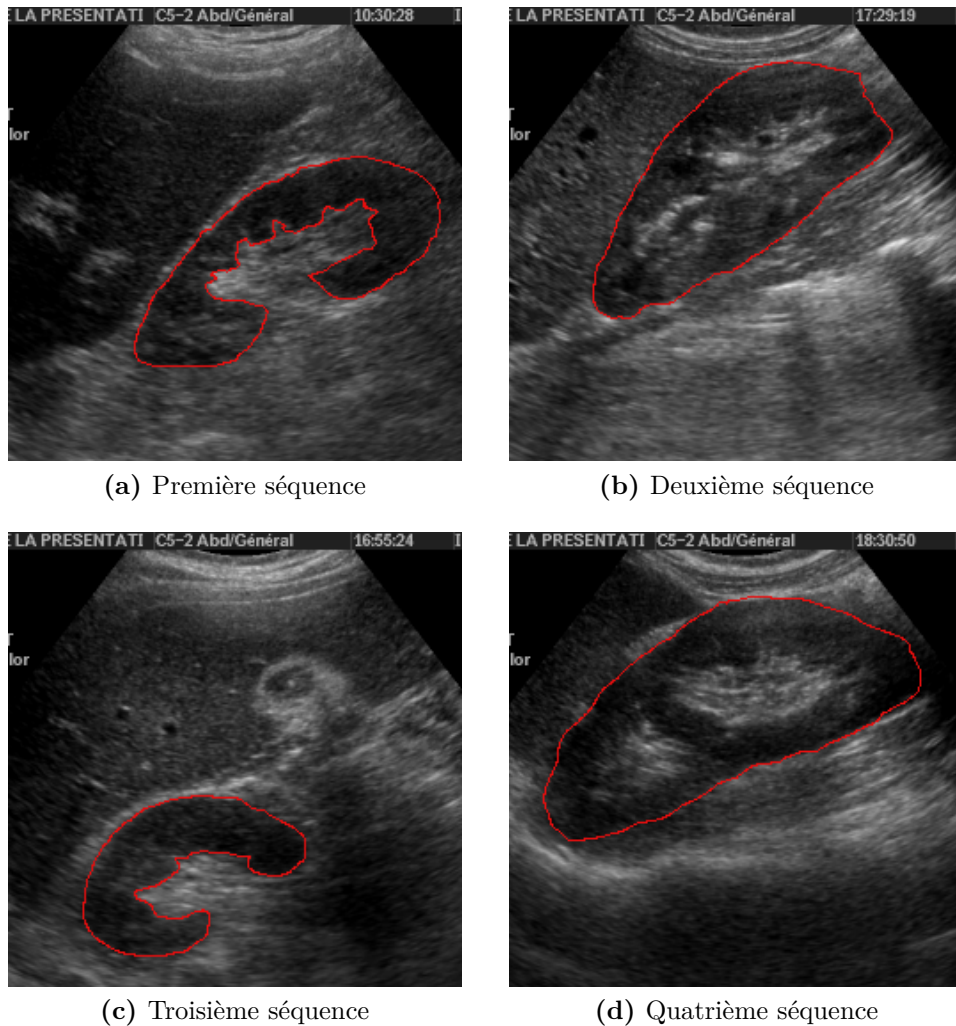 E LA PRESENTATI C5-2 Abd/Général 10:30:28 I
T
lor
E LA PRESENTATI C5-2 Abd/Général 17:29:19
T
lor
(a) Première séquence
(b) Deuxième séquence
E LA PRESENTATI C5-2 Abd/Général 16:55:24 I
T
lor
E LA PRESENTATI C5-2 Abd/Général 18:30:50
T
lor
(c) Troisième séquence
(d) Quatrième séquence